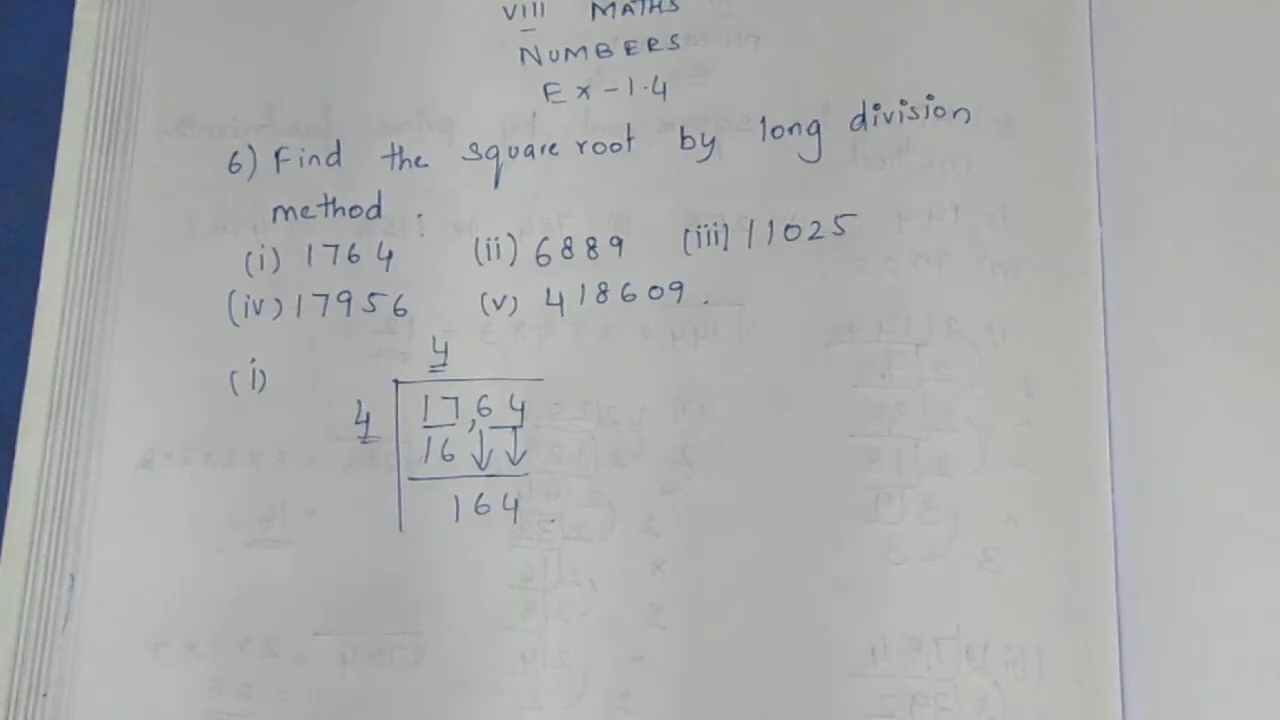 VIII MATHS
NUMBERS
Ex-1.4
6) Find the square root by long division
method.
(i) 1764 (ii) 6889 (iii) 11025
(iv) 17956 (v) 418609.
4
(i) 4 17,64
16 ↓↓
164